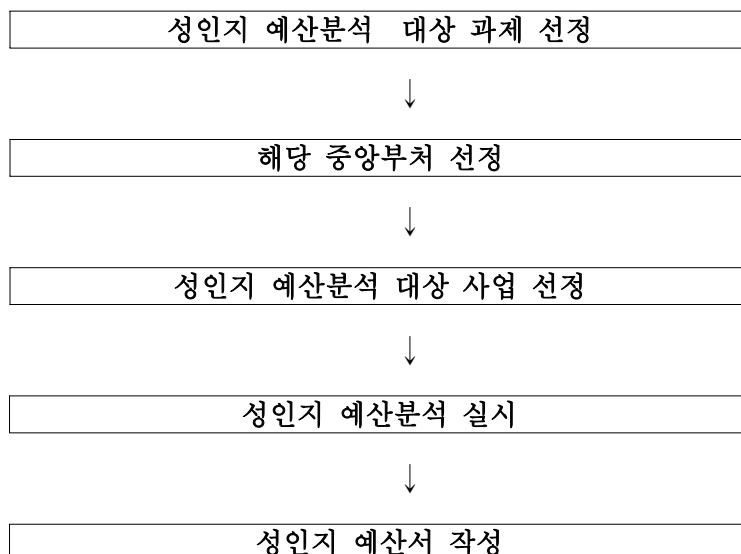 성인지 예산분석 대상 과제 선정
↓
해당 중앙부처 선정
↓
성인지 예산분석 대상 사업 선정
↓
성인지 예산분석 실시
↓
성인지 예산서 작성